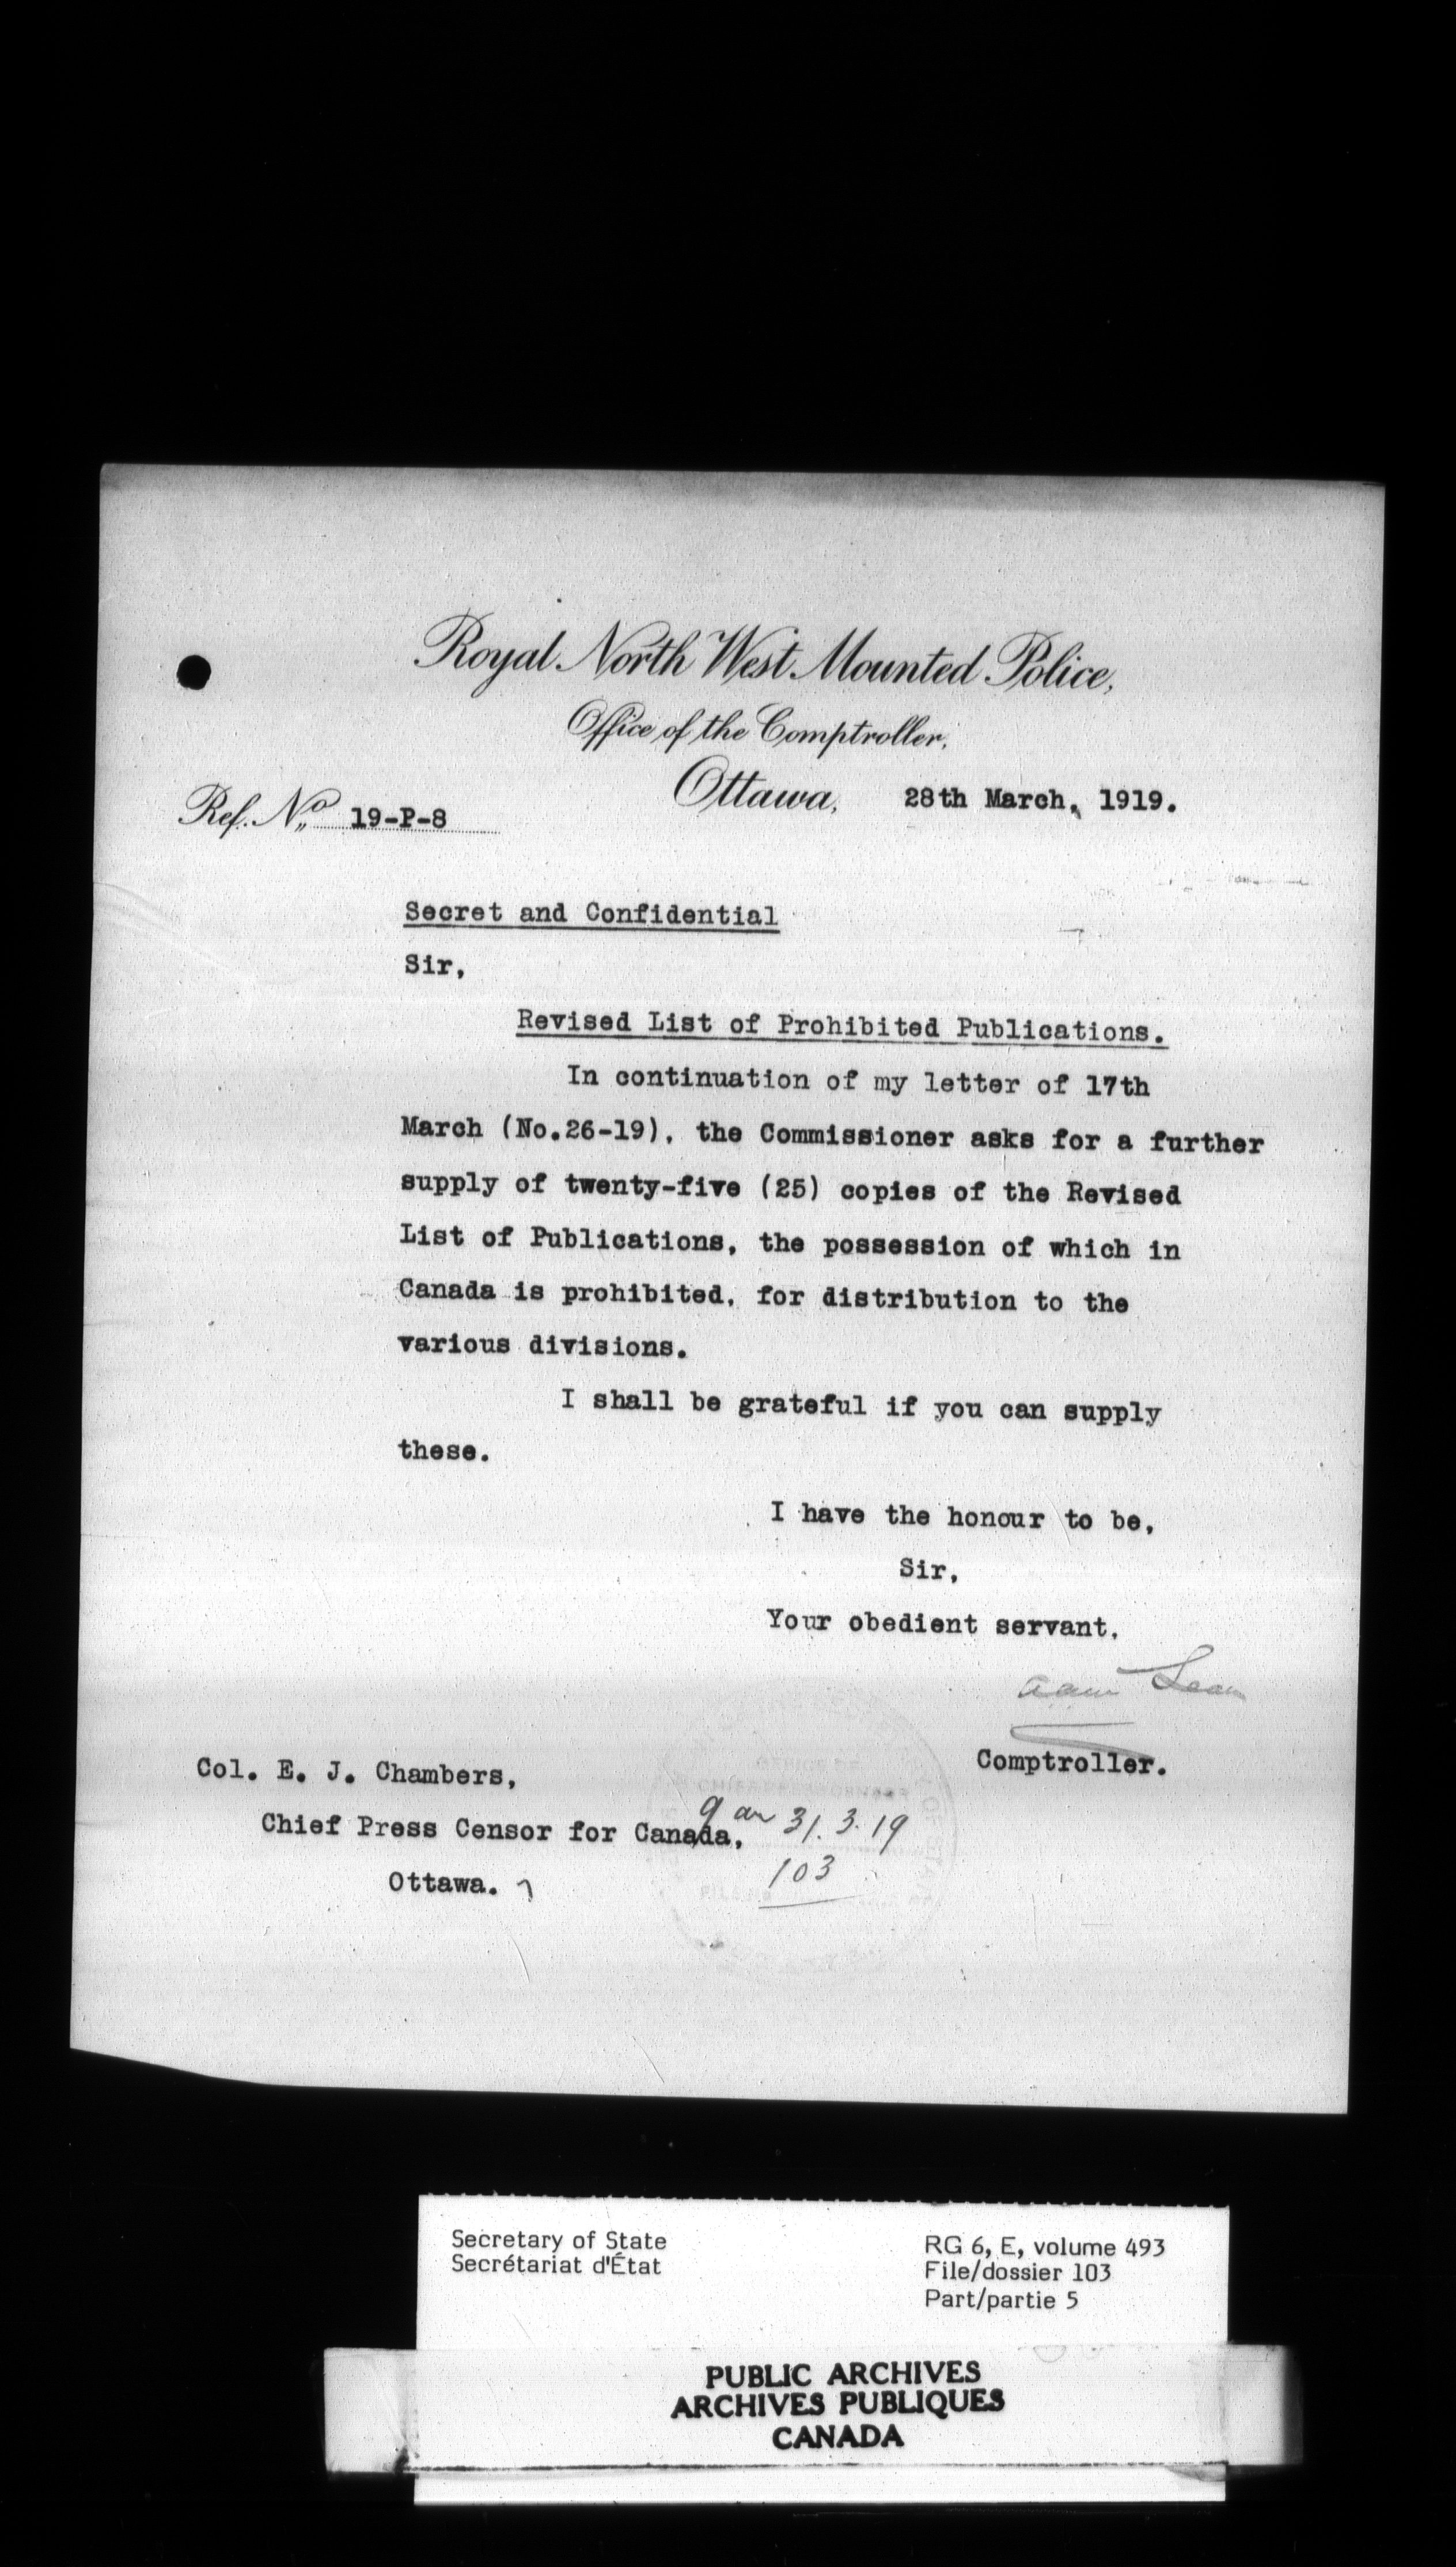 Royal North West Mounted Police,
Office of the Comptroller,
Ottawa, 28th March, 1919.
Ref. No. 19-P-8
Secret and Confidential
Sir,
Revised List of Prohibited Publications.
In continuation of my letter of 17th
March (No.26-19), the Commissioner asks for a further
supply of twenty-five (25) copies of the Revised
List of Publications, the possession of which in
Canada is prohibited, for distribution to the
various divisions.
I shall be grateful if you can supply
these.
I have the honour to be,
Sir,
Your obedient servant.
Comptroller.
Col. E. J. Chambers,
Chief Press Censor for Canada,
31.3.19
103
Ottawa.
Secretary of State
Secrétariat d'État
RG 6, E, volume 493
File/dossier 103
Part/partie 5
PUBLIC ARCHIVES
ARCHIVES PUBLIQUES
CANADA